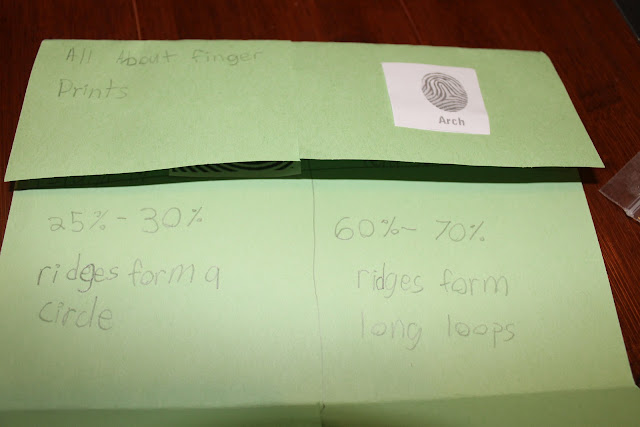 All About finger
Prints
Arch
25%- 30%
ridges form a
circle
60%- 70%
ridges form
long loops